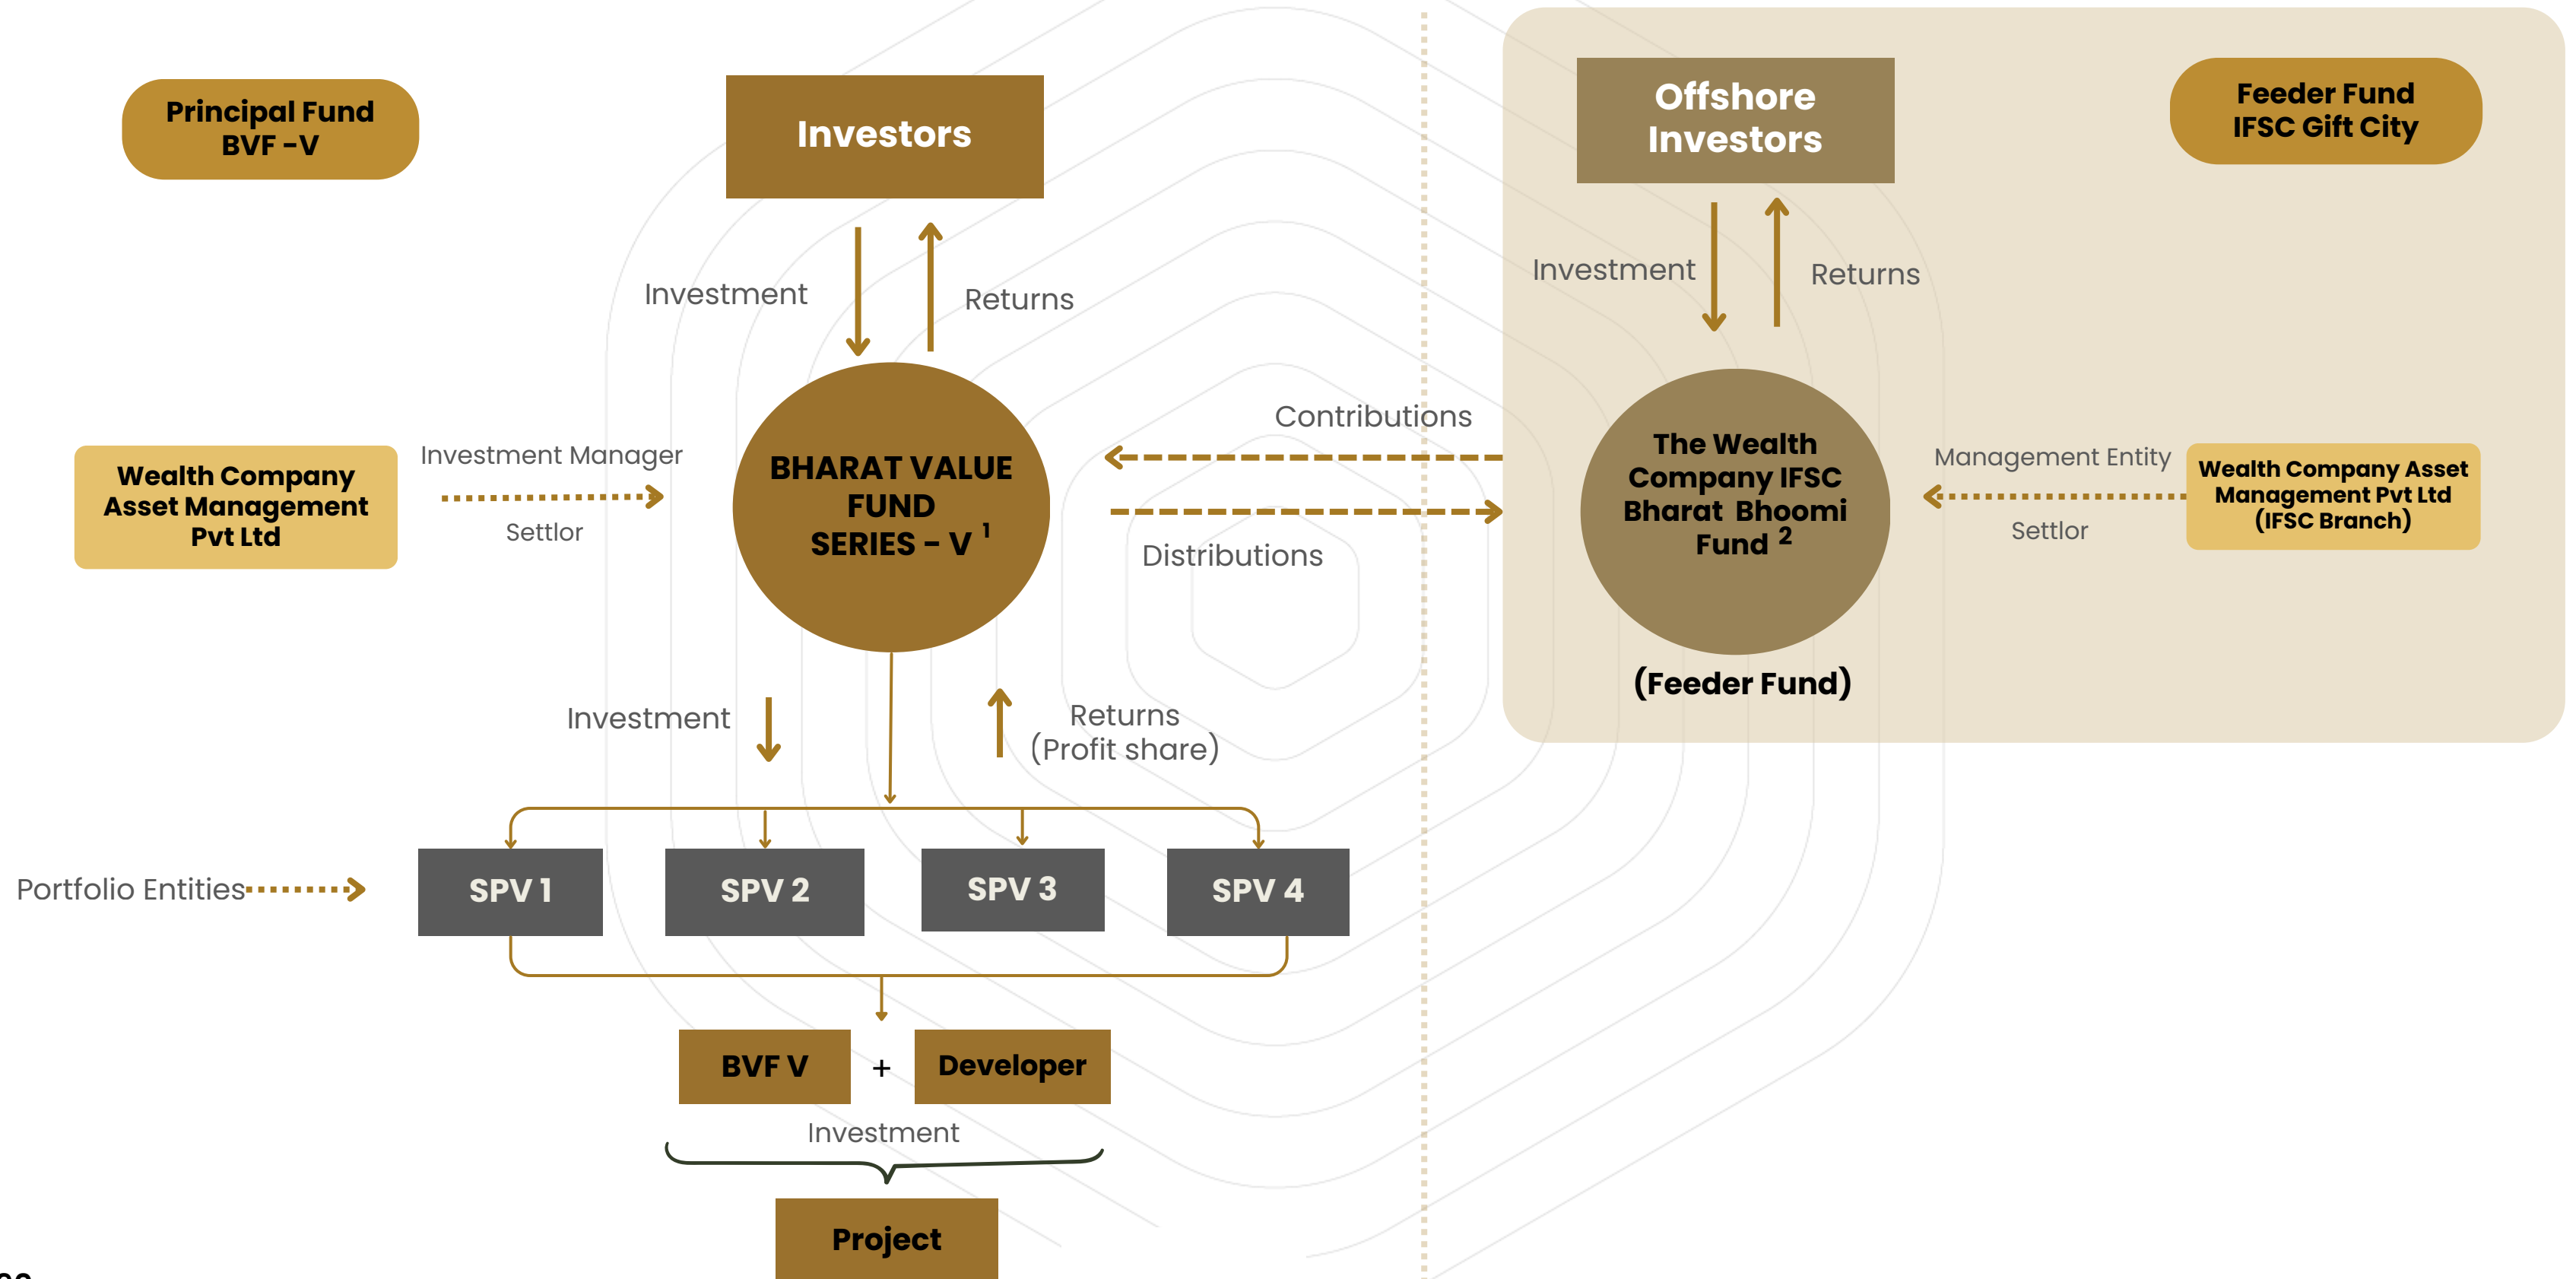 Principal Fund
BVF -V
Investors
Offshore
Investors
Feeder Fund
IFSC Gift City
Investment
Returns
Investment
Returns
Wealth Company
Asset Management
Pvt Ltd
Investment Manager
Settlor
BHARAT VALUE
FUND
SERIES - V 1
Contributions
Distributions
The Wealth
Company IFSC
Bharat Bhoomi
Fund 2
(Feeder Fund)
Management Entity
Settlor
Wealth Company Asset
Management Pvt Ltd
(IFSC Branch)
Investment
Returns
(Profit share)
Portfolio Entities
SPV 1
SPV 2
SPV 3
SPV 4
BVF V
+
Developer
Investment
Project